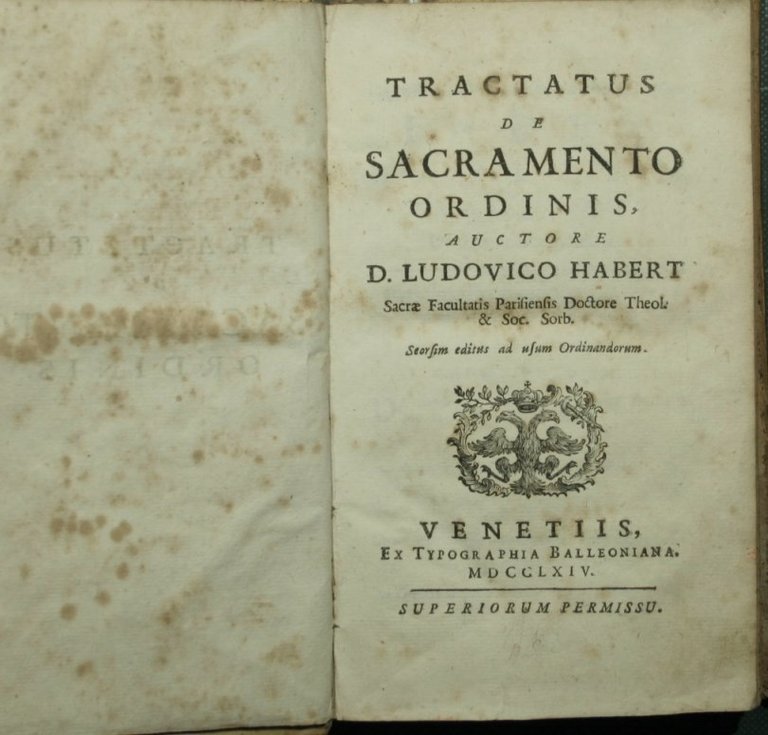 TRACTATUS
DE
SACRAMENTO
ORDINIS,
AUCTORE
D. LUDOVICO HABERT
Sacræ Facultatis Pariſienſis Doctore Theol.
& Soc. Sorb.
Seorſim editus ad uſum Ordinandorum.
VENETIIS,
EX TYPOGRAPHIA BALLEONIANA.
MDCCLXIV.
SUPERIORUM PERMISSU.